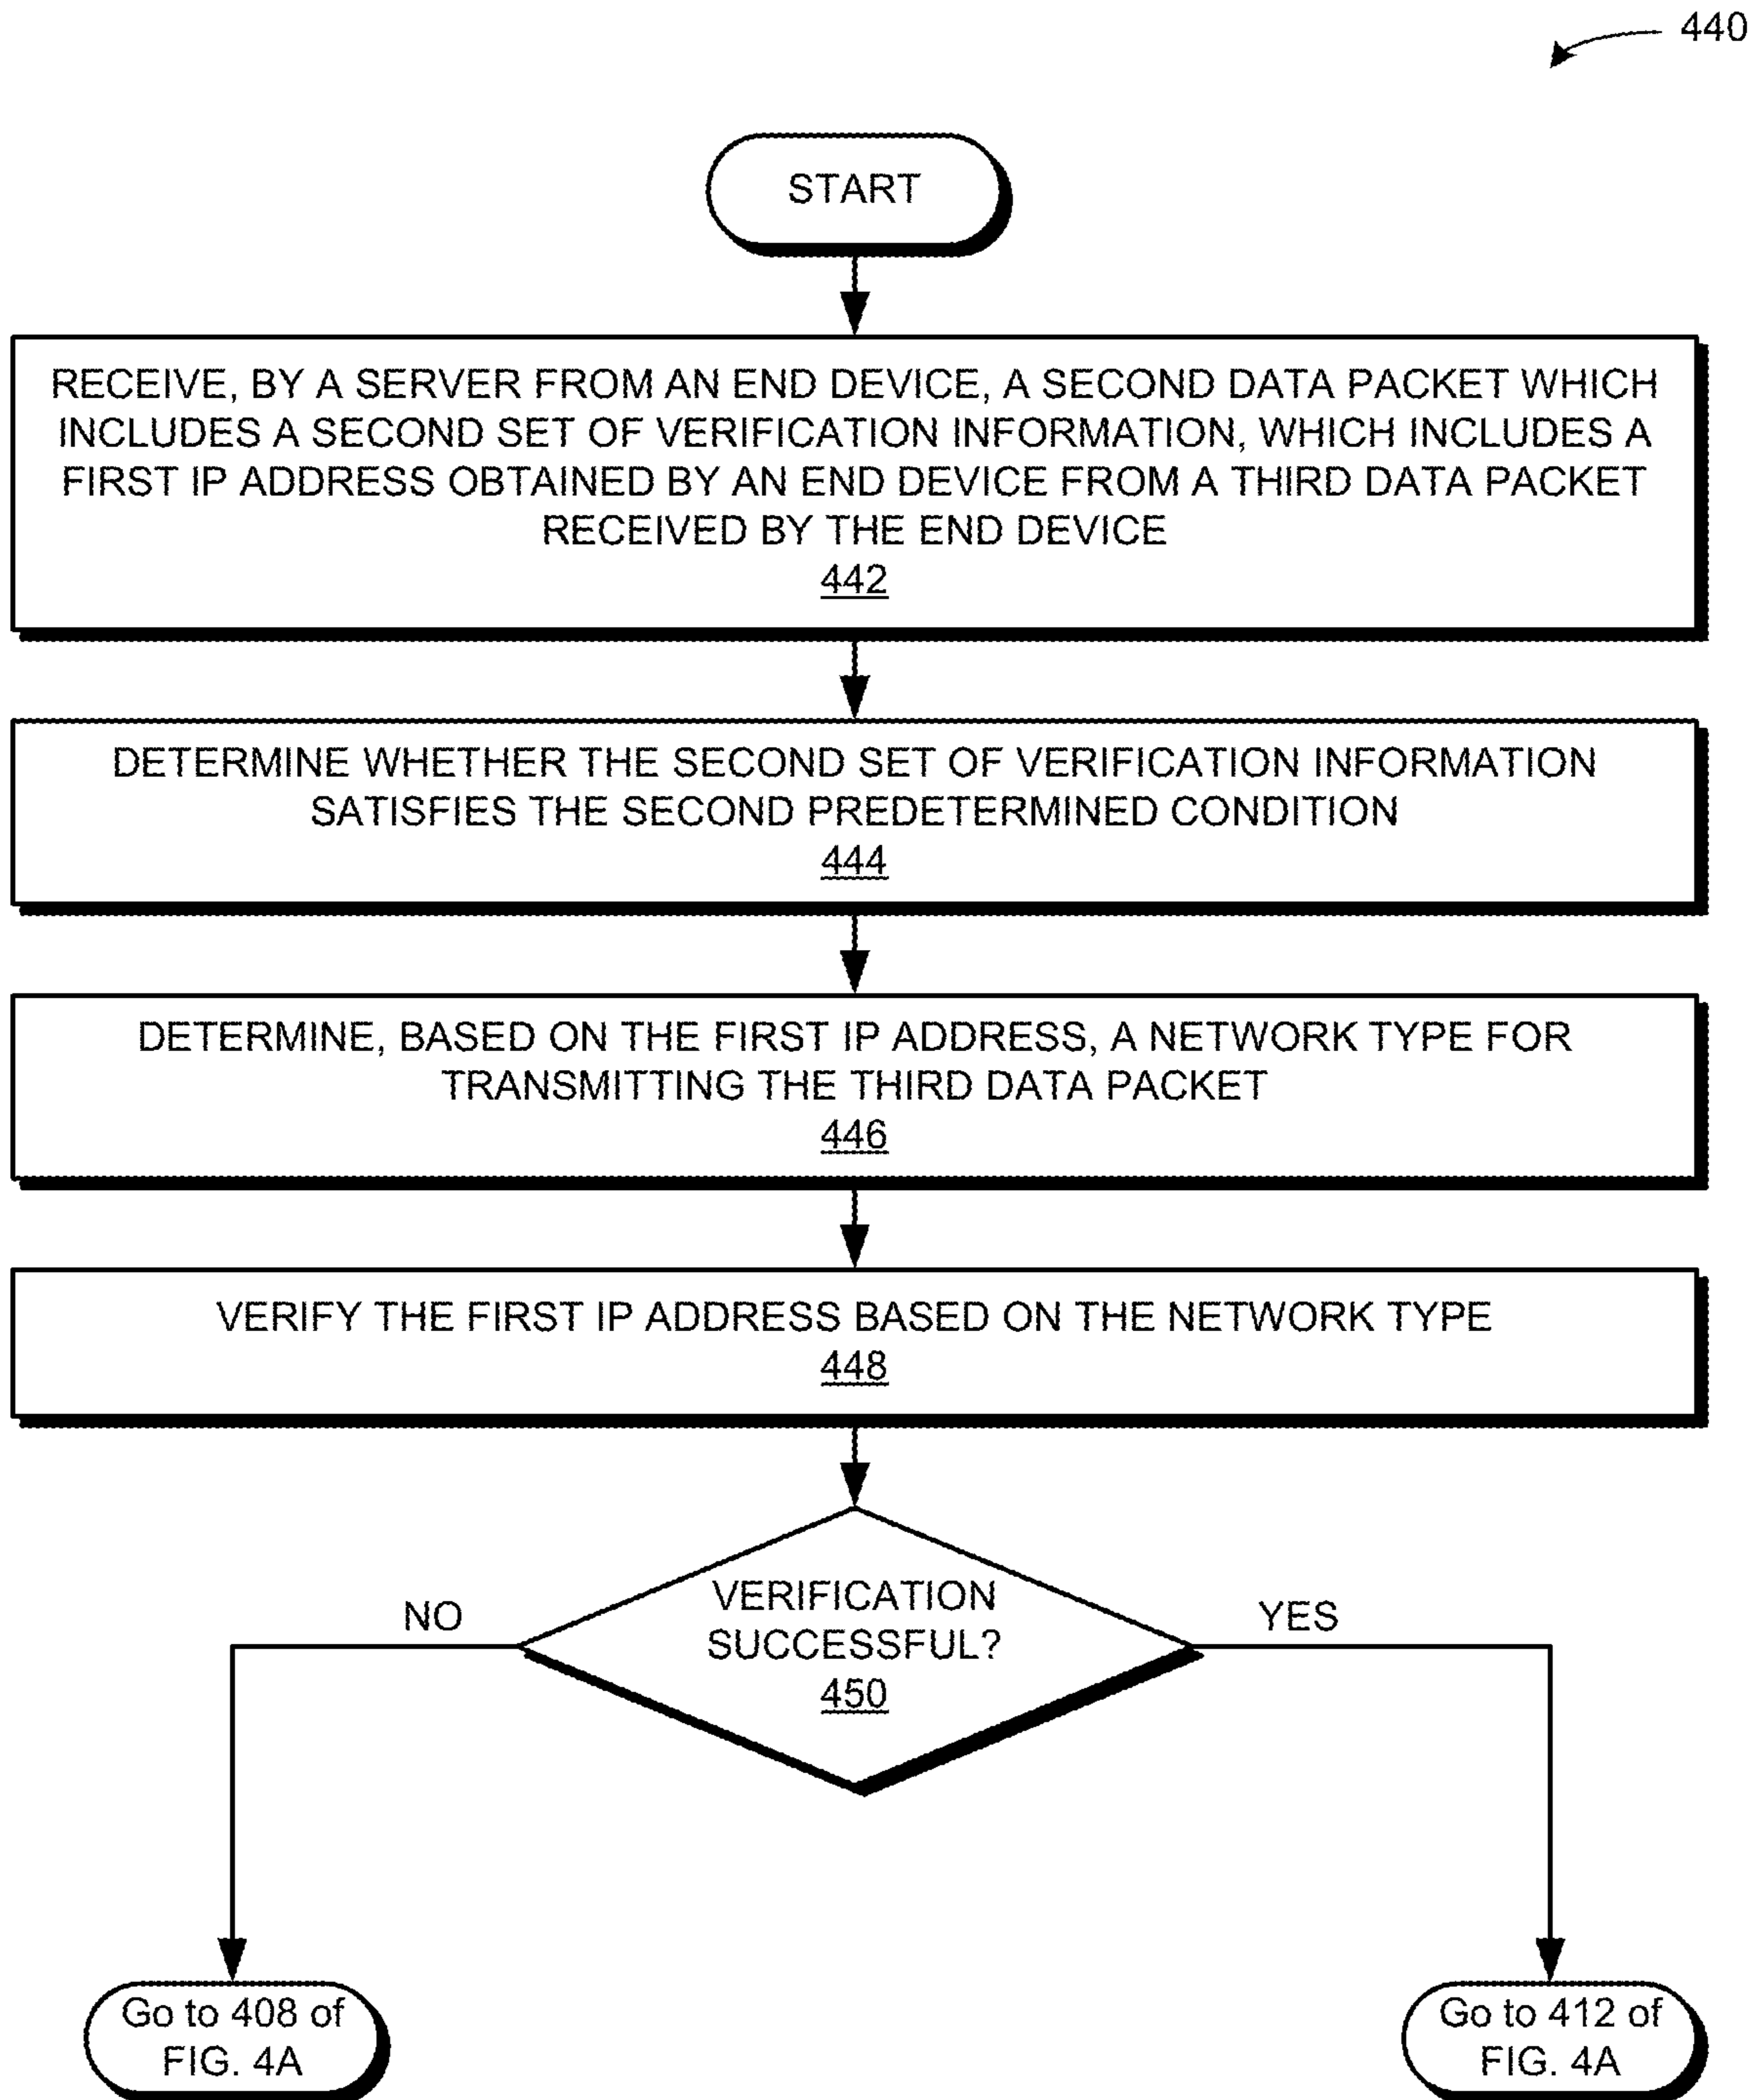 440
START
RECEIVE, BY A SERVER FROM AN END DEVICE, A SECOND DATA PACKET WHICH
INCLUDES A SECOND SET OF VERIFICATION INFORMATION, WHICH INCLUDES A
FIRST IP ADDRESS OBTAINED BY AN END DEVICE FROM A THIRD DATA PACKET
RECEIVED BY THE END DEVICE
442
DETERMINE WHETHER THE SECOND SET OF VERIFICATION INFORMATION
SATISFIES THE SECOND PREDETERMINED CONDITION
444
DETERMINE, BASED ON THE FIRST IP ADDRESS, A NETWORK TYPE FOR
TRANSMITTING THE THIRD DATA PACKET
446
VERIFY THE FIRST IP ADDRESS BASED ON THE NETWORK TYPE
448
VERIFICATION
SUCCESSFUL?
450
NO
YES
Go to 408 of
FIG. 4A
Go to 412 of
FIG. 4A